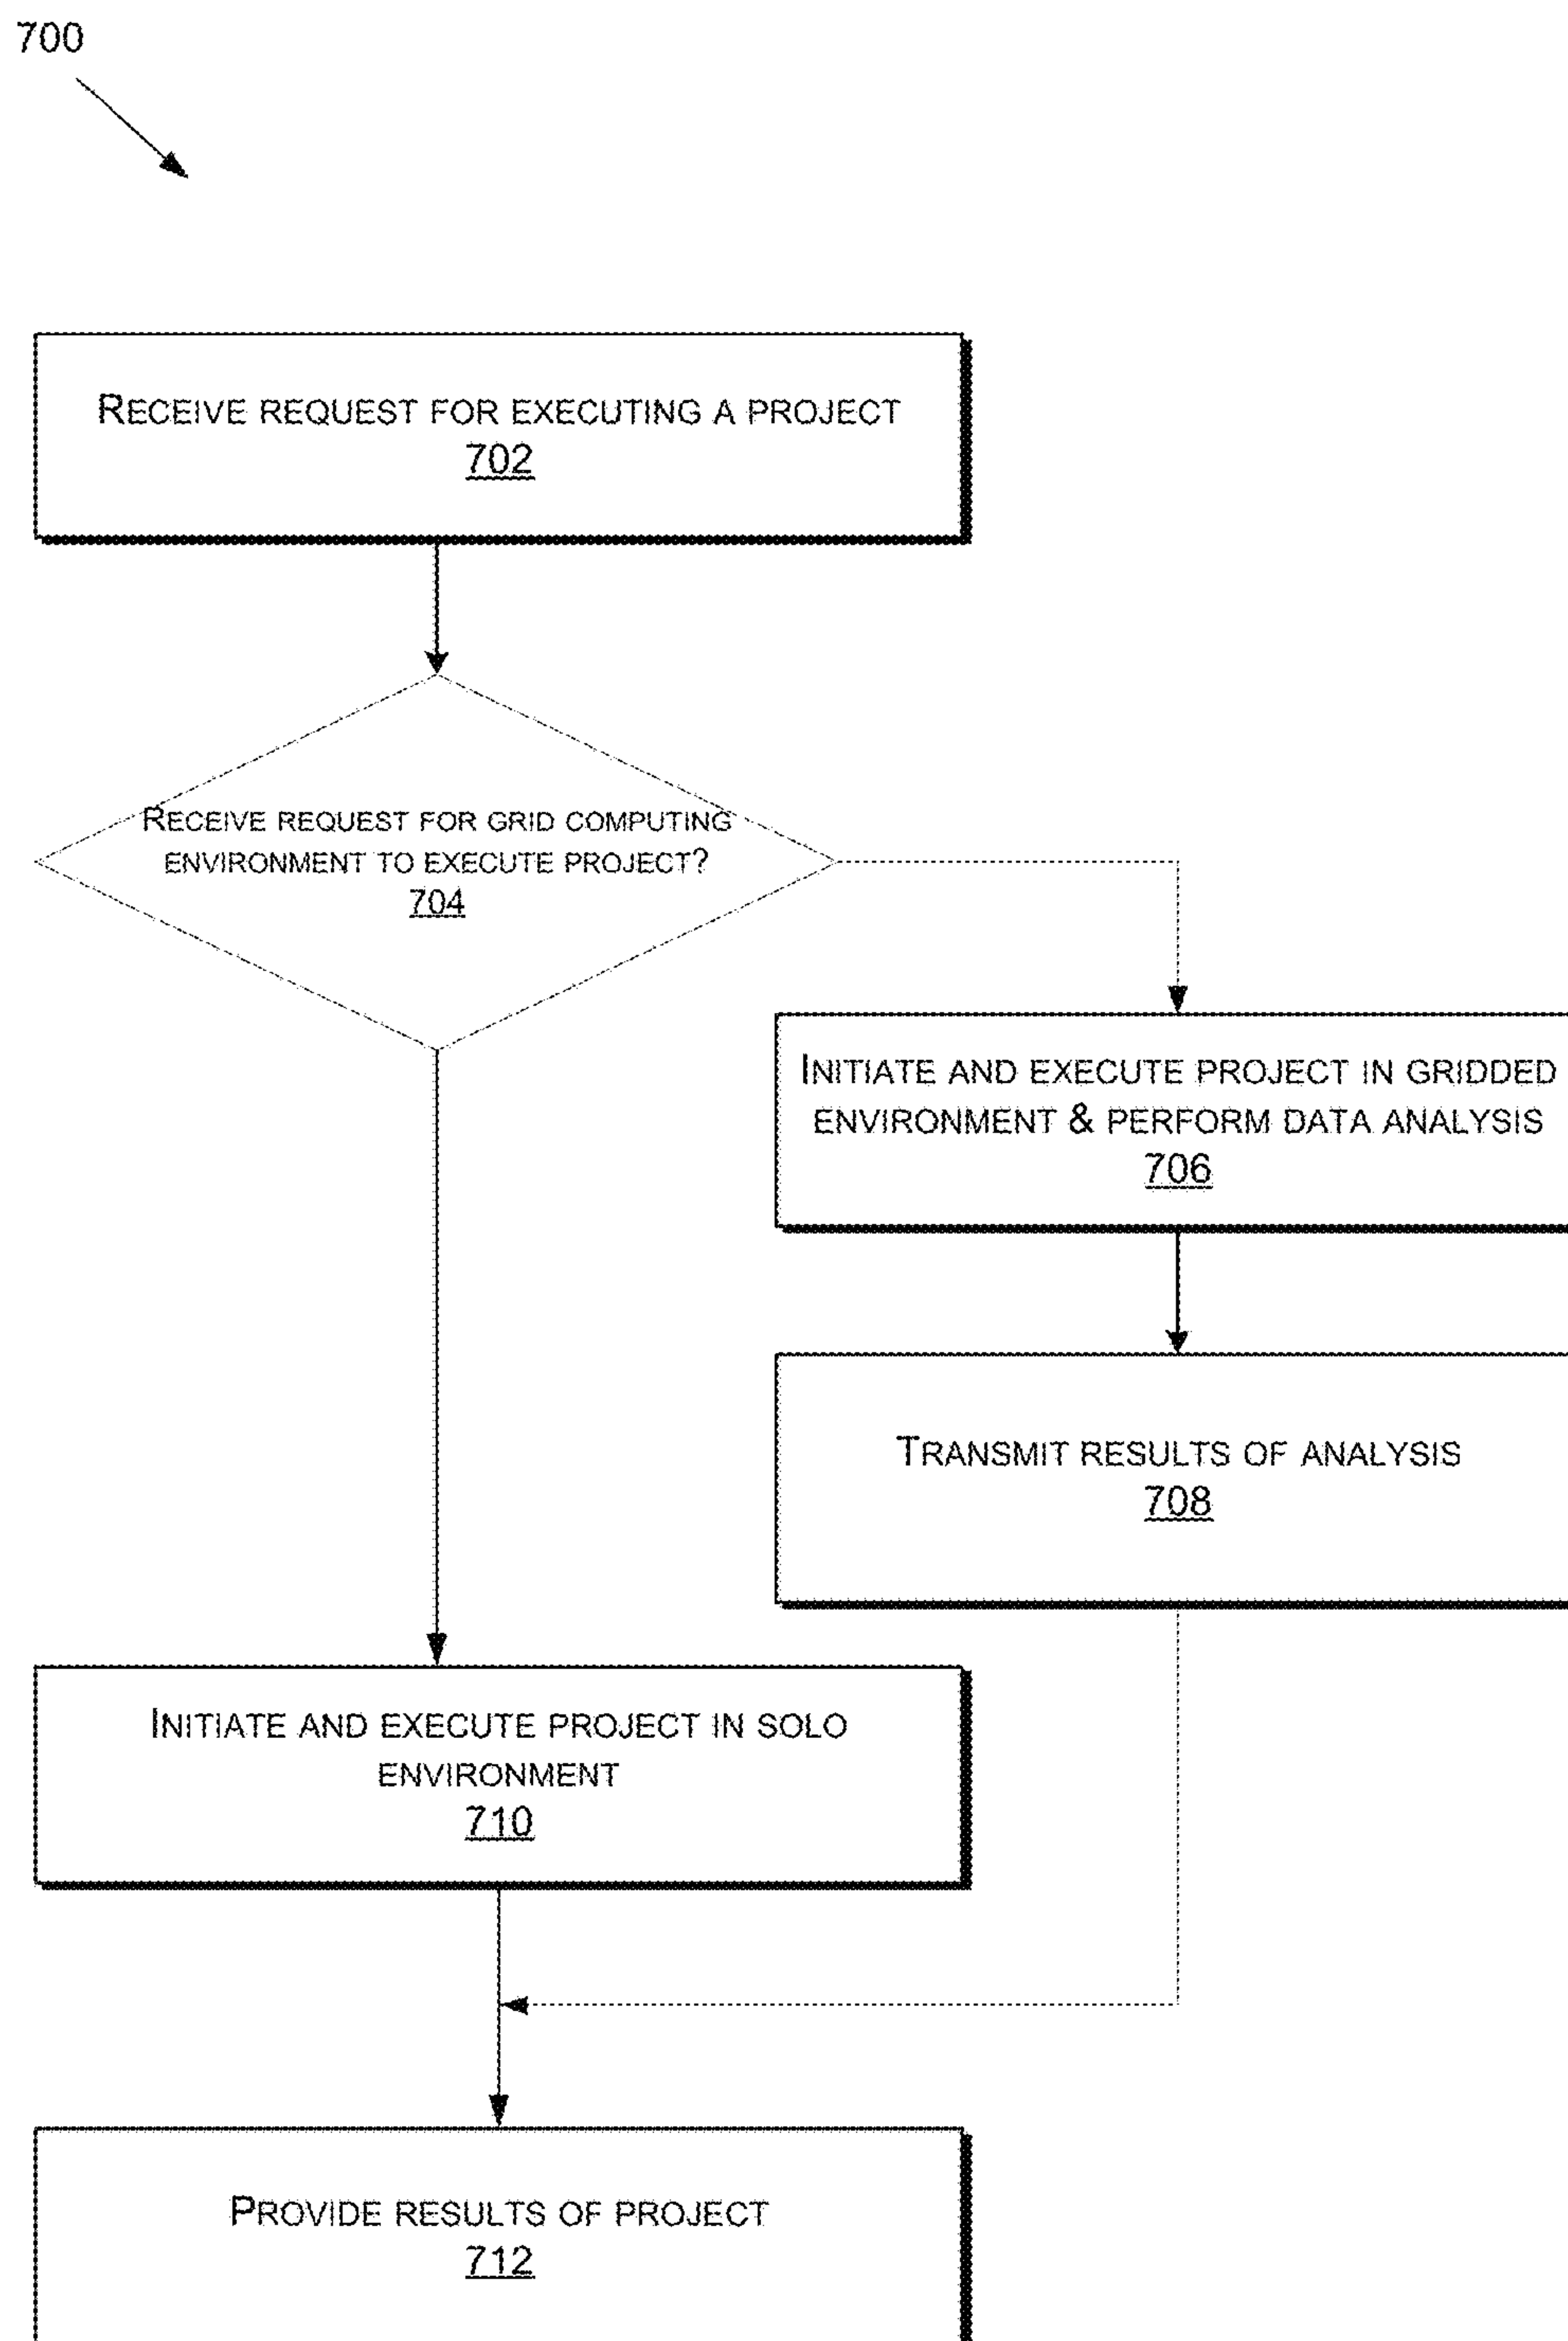 700
RECEIVE REQUEST FOR EXECUTING A PROJECT
702
RECEIVE REQUEST FOR GRID COMPUTING
ENVIRONMENT TO EXECUTE PROJECT?
704
INITIATE AND EXECUTE PROJECT IN GRIDDED
ENVIRONMENT & PERFORM DATA ANALYSIS
706
TRANSMIT RESULTS OF ANALYSIS
708
INITIATE AND EXECUTE PROJECT IN SOLO
ENVIRONMENT
710
PROVIDE RESULTS OF PROJECT
712